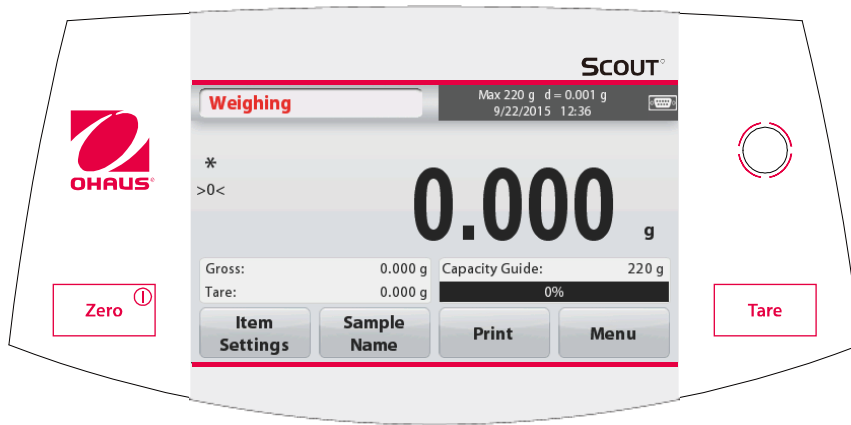 SCOUT
Weighing
Max 220 g d = 0.001 g
9/22/2015 12:36
*
>0<
0.000 g
OHAUS
Gross: 0.000 g
Tare: 0.000 g
Capacity Guide: 220 g
0%
Zero
Tare
Item
Settings
Sample
Name
Print
Menu